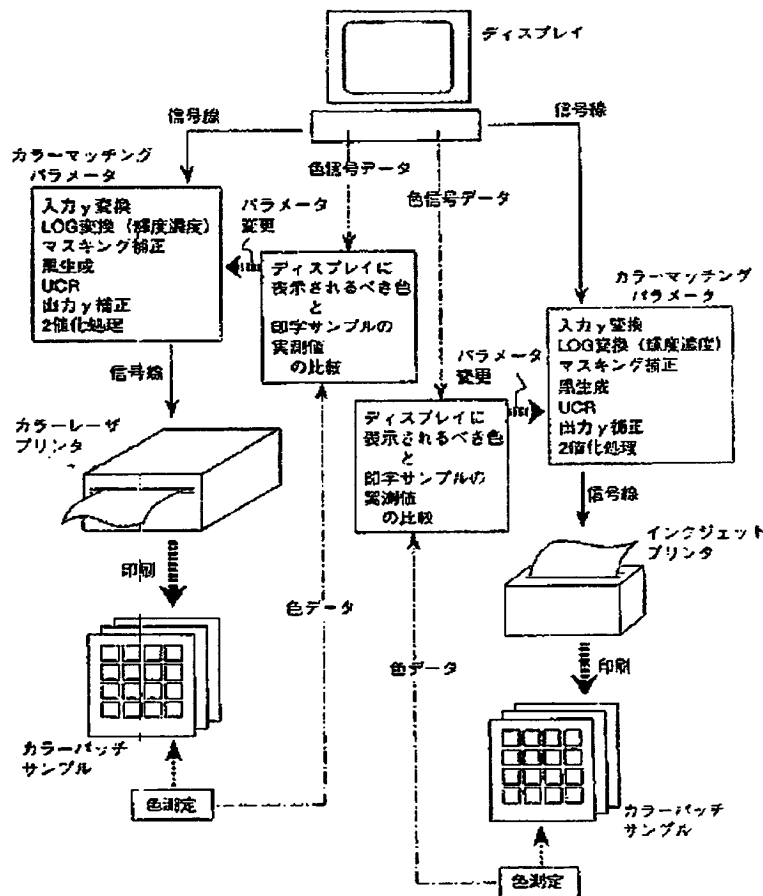 ディスプレイ
信号線
信号線
カラーマッチング
パラメータ
入力γ変換
LOG変換（輝度濃度）
マスキング補正
黒生成
UCR
出力γ補正
2値化処理
色信号データ
パラメータ
変更
ディスプレイに
表示されるべき色
と
印字サンプルの
実測値
の比較
色信号データ
カラーマッチング
パラメータ
入力γ変換
LOG変換（輝度濃度）
マスキング補正
黒生成
UCR
出力γ補正
2値化処理
パラメータ
変更
ディスプレイに
表示されるべき色
と
印字サンプルの
実測値
の比較
信号線
カラーレーザ
プリンタ
印刷
色データ
カラーパッチ
サンプル
色測定
信号線
インクジェット
プリンタ
印刷
色データ
カラーパッチ
サンプル
色測定